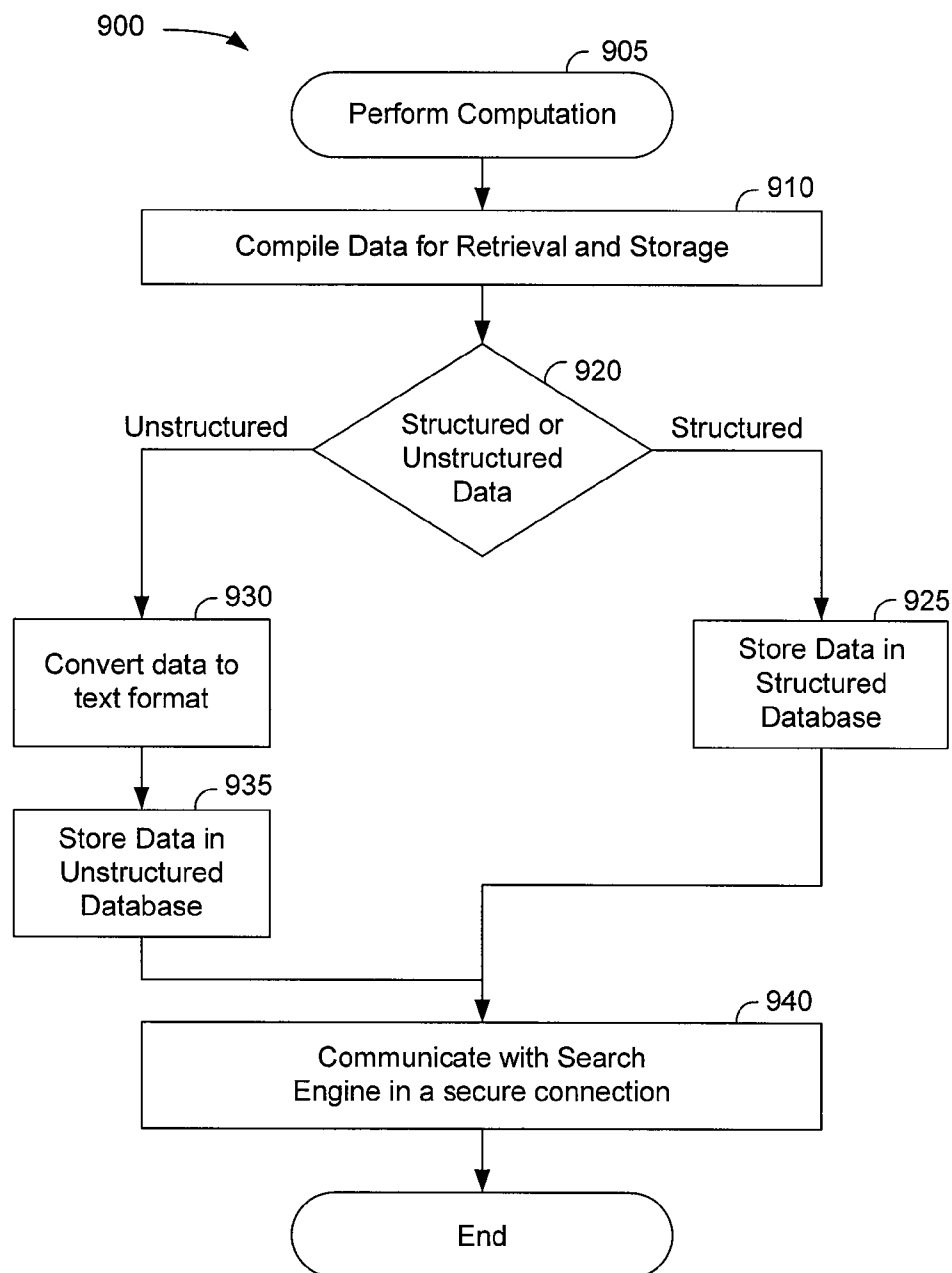 900
905
Perform Computation
910
Compile Data for Retrieval and Storage
920
Unstructured
Structured or
Unstructured
Data
Structured
930
Convert data to
text format
925
Store Data in
Structured
Database
935
Store Data in
Unstructured
Database
940
Communicate with Search
Engine in a secure connection
End